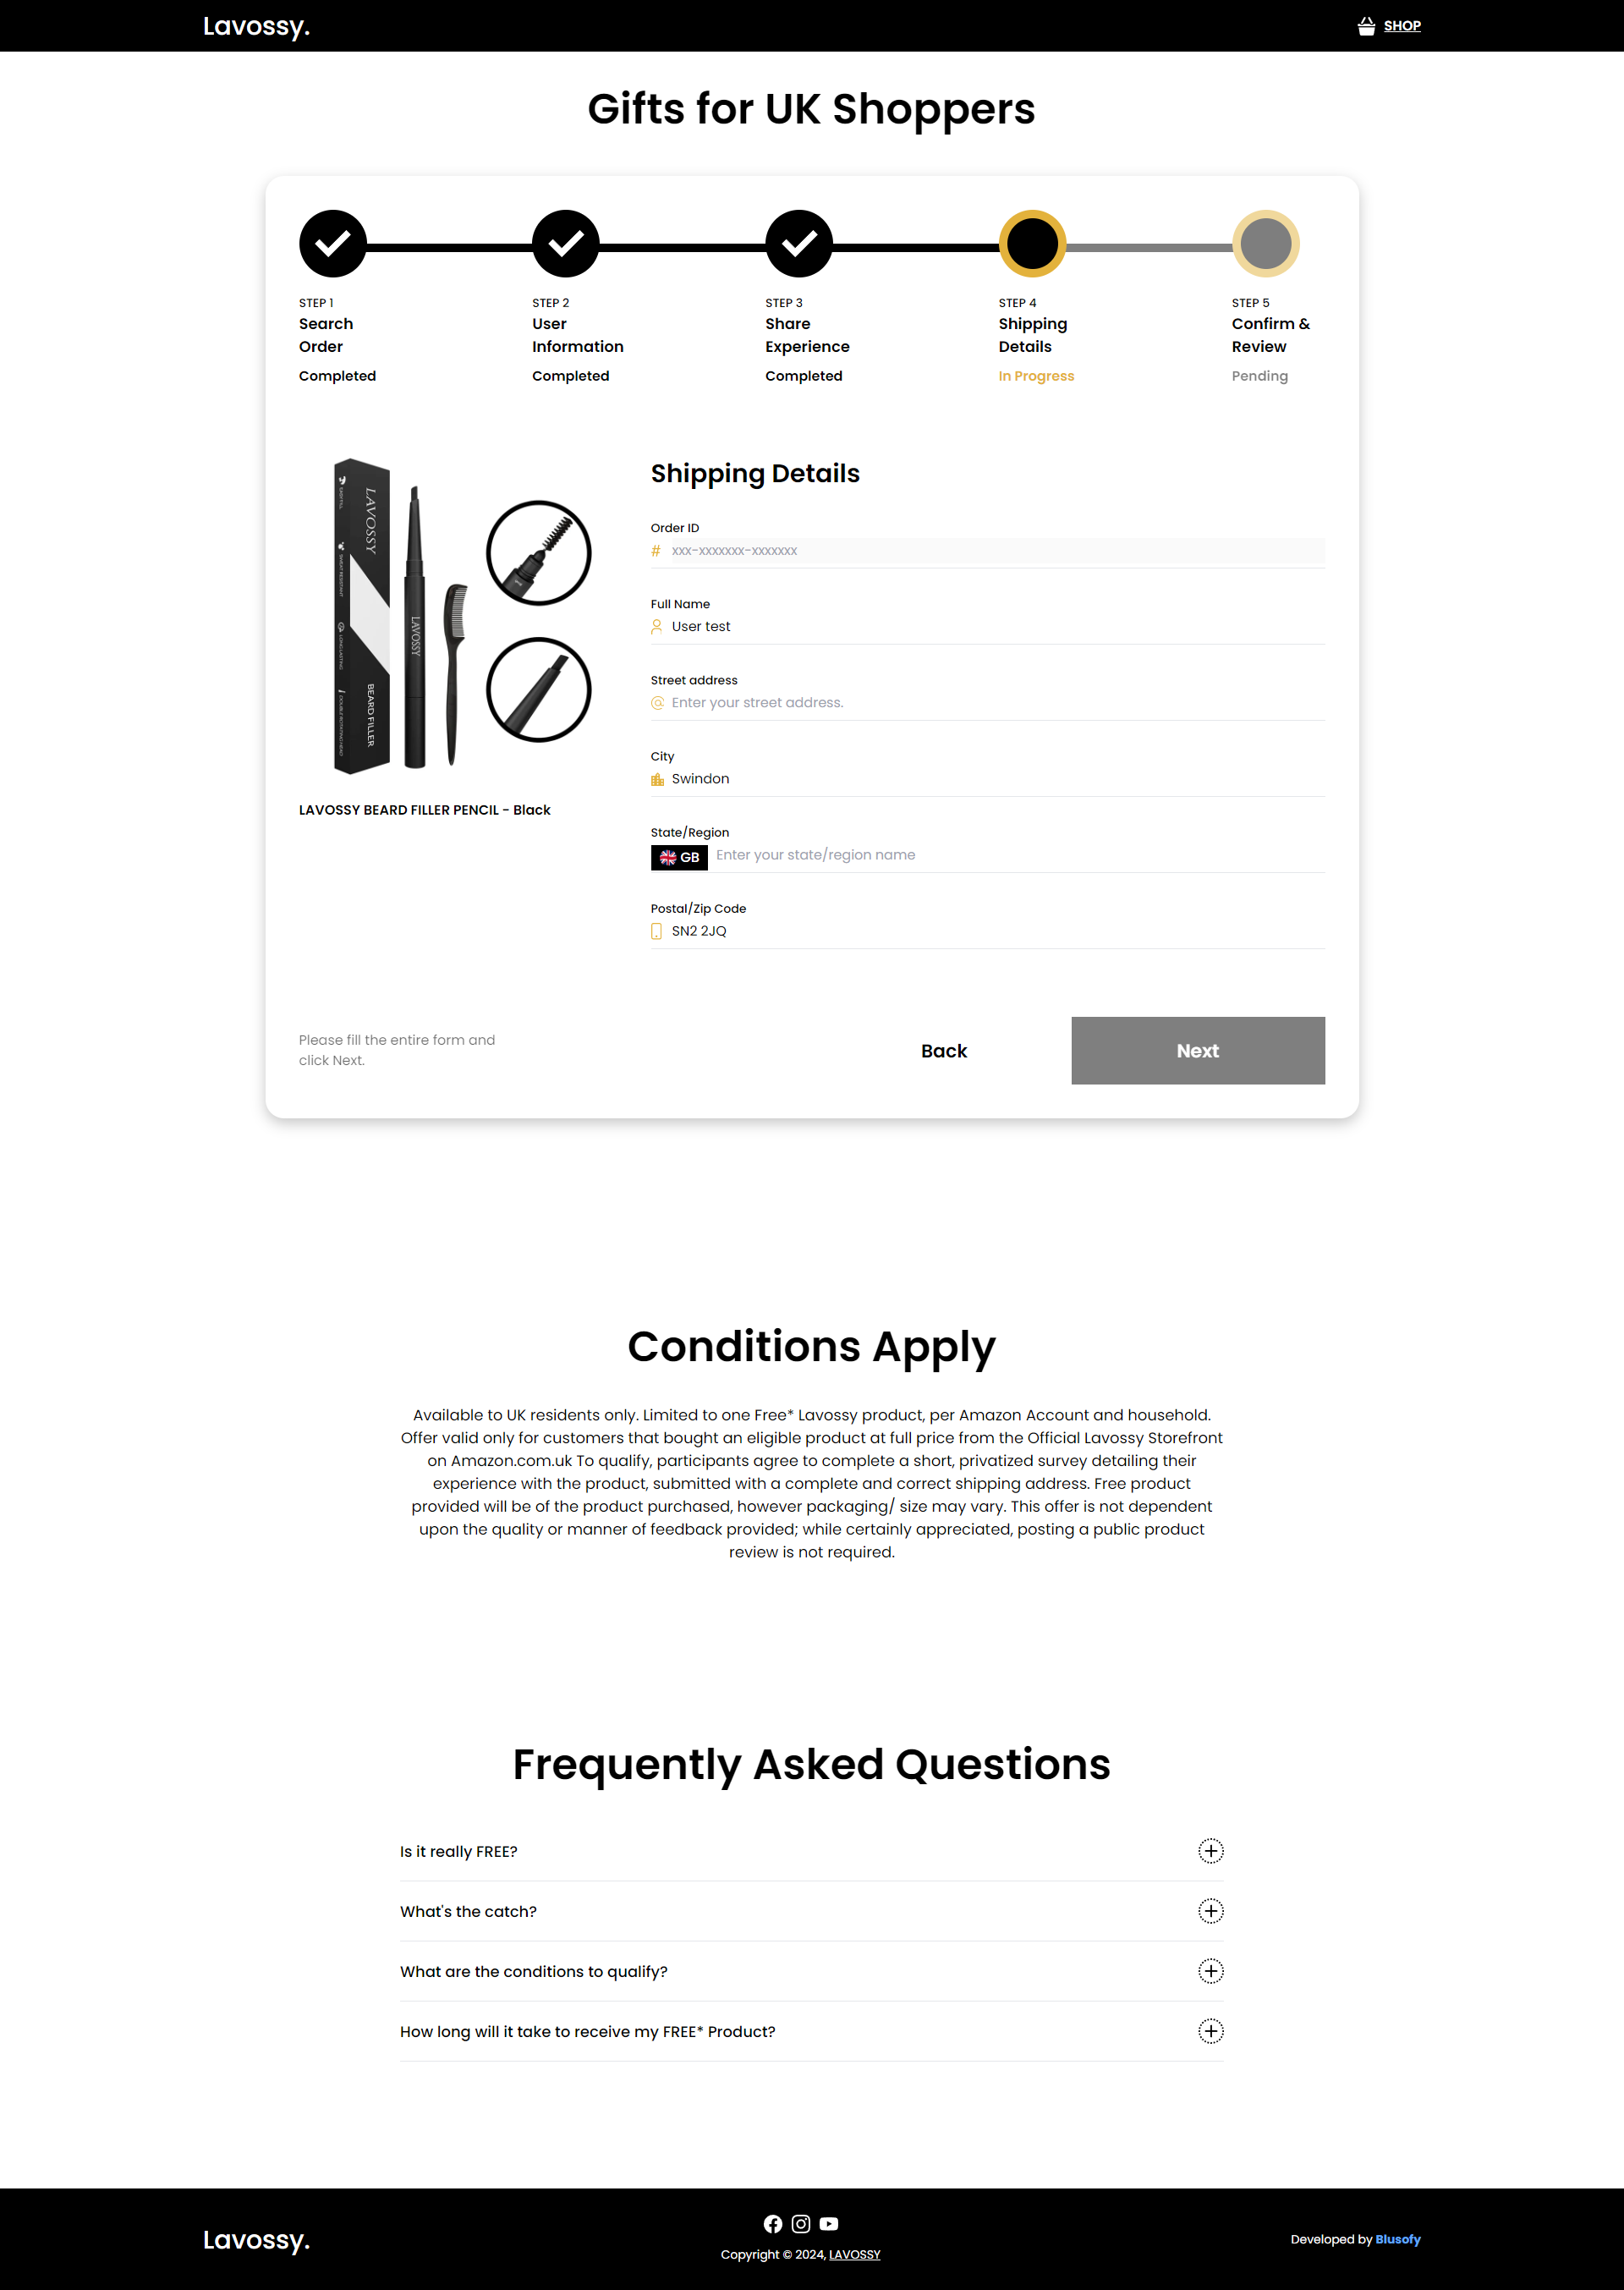 Lavossy.
SHOP
Gifts for UK Shoppers
STEP 1
Search
Order
Completed
STEP 2
User
Information
Completed
STEP 3
Share
Experience
Completed
STEP 4
Shipping
Details
In Progress
STEP 5
Confirm &
Review
Pending
LAVOSSY
BEARD FILLER
EASY FILL
SWEAT RESISTANT
LONG LASTING
LAVOSSY
LAVOSSY BEARD FILLER PENCIL - Black
Shipping Details
Order ID
# xxx-xxxxxxx-xxxxxxx
Full Name
User test
Street address
Enter your street address.
City
Swindon
State/Region
GB Enter your state/region name
Postal/Zip Code
SN2 2JQ
Please fill the entire form and
click Next.
Back
Next
Conditions Apply
Available to UK residents only. Limited to one Free* Lavossy product, per Amazon Account and household.
Offer valid only for customers that bought an eligible product at full price from the Official Lavossy Storefront
on Amazon.com.uk To qualify, participants agree to complete a short, privatized survey detailing their
experience with the product, submitted with a complete and correct shipping address. Free product
provided will be of the product purchased, however packaging/ size may vary. This offer is not dependent
upon the quality or manner of feedback provided; while certainly appreciated, posting a public product
review is not required.
Frequently Asked Questions
Is it really FREE?
What's the catch?
What are the conditions to qualify?
How long will it take to receive my FREE* Product?
Lavossy.
Copyright © 2024, LAVOSSY
Developed by Blusofy